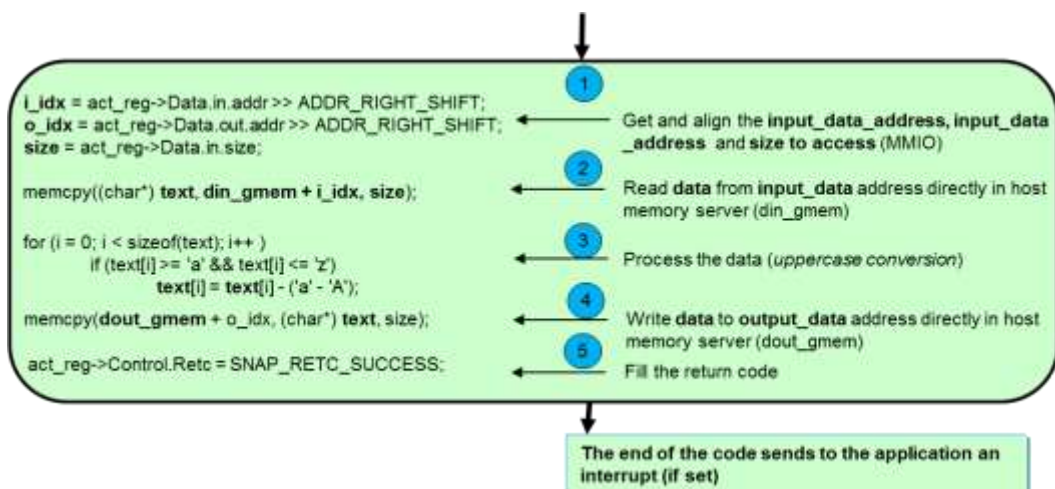 1
i_idx = act_reg->Data.in.addr >> ADDR_RIGHT_SHIFT;
o_idx = act_reg->Data.out.addr >> ADDR_RIGHT_SHIFT;
size = act_reg->Data.in.size;
Get and align the input_data_address, input_data
_address and size to access (MMIO)
2
memcpy((char*) text, din_gmem + i_idx, size);
Read data from input_data address directly in host
memory server (din_gmem)
3
for (i = 0; i < sizeof(text); i++ )
if (text[i] >= 'a' && text[i] <= 'z')
text[i] = text[i] - ('a' - 'A');
Process the data (uppercase conversion)
4
memcpy(dout_gmem + o_idx, (char*) text, size);
Write data to output_data address directly in host
memory server (dout_gmem)
5
act_reg->Control.Retc = SNAP_RETC_SUCCESS;
Fill the return code
The end of the code sends to the application an
interrupt (if set)